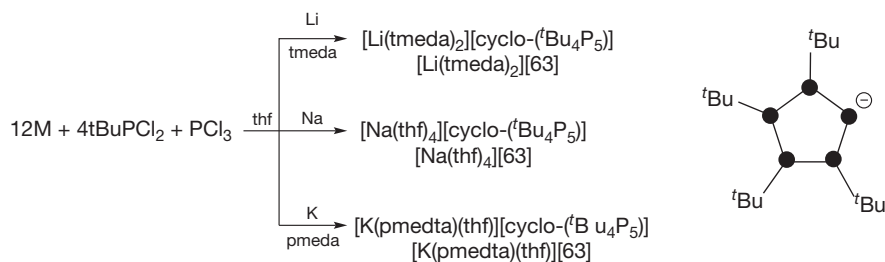 12M + 4tBuPCl₂ + PCl₃
thf
Li
tmeda
[Li(tmeda)₂][cyclo-(ᵗBu₄P₅)]
[Li(tmeda)₂][63]
Na
[Na(thf)₄][cyclo-(ᵗBu₄P₅)]
[Na(thf)₄][63]
K
pmeda
[K(pmedta)(thf)][cyclo-(ᵗB u₄P₅)]
[K(pmedta)(thf)][63]
ᵗBu
ᵗBu
⊖
ᵗBu
ᵗBu